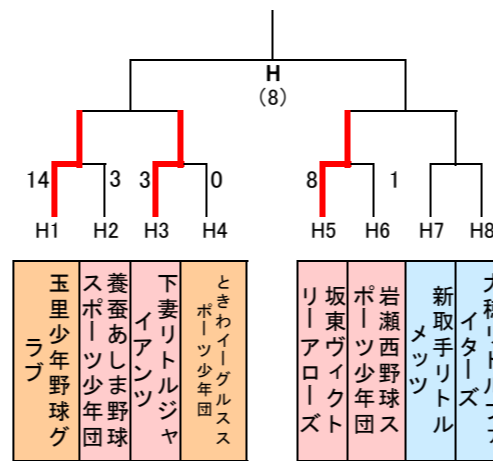 H
(8)
14 3 3 0 8 1
H1 H2 H3 H4 H5 H6 H7 H8
玉里少年野球グ
ラブ
養蚕あしま野球
スポーツ少年団
下妻リトルジャ
イアンツ
ときわイーグルスス
ポーツ少年団
坂東ヴィクト
リーアローズ
岩瀬西野球ス
ポーツ少年団
新取手リトル
メッツ
イターズ